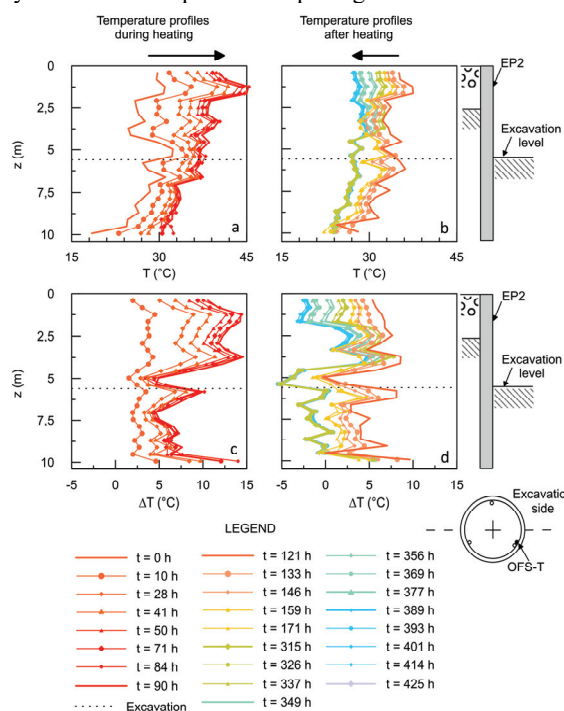 Temperature profiles
during heating
Temperature profiles
after heating
0
2,5
5
7,5
10
z (m)
a
15
30
45
T (°C)
b
15
30
45
T (°C)
EP2
Excavation
level
0
2.5
5
7.5
10
z (m)
c
-5
0
5
10
15
ΔT (°C)
d
-5
0
5
10
15
ΔT (°C)
EP2
Excavation
level
Excavatio
side
OFS-T
LEGEND
t = 0 h
t = 10 h
t = 28 h
t = 41 h
t = 50 h
t = 71 h
t = 84 h
t = 90 h
Excavation
t = 121 h
t = 133 h
t = 146 h
t = 159 h
t = 171 h
t = 315 h
t = 326 h
t = 337 h
t = 349 h
t = 356 h
t = 369 h
t = 377 h
t = 389 h
t = 393 h
t = 401 h
t = 414 h
t = 425 h